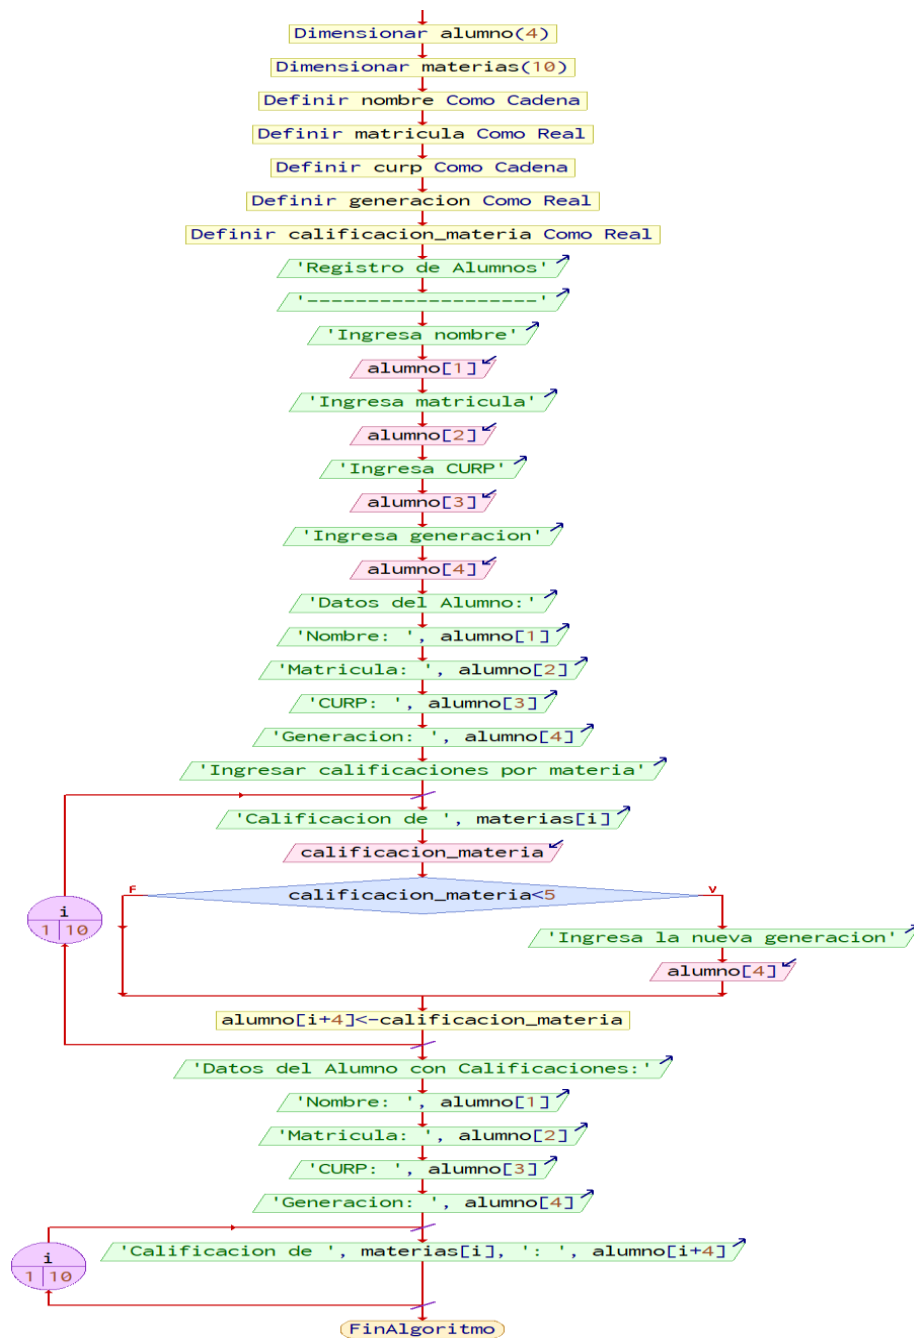 Dimensionar alumno(4)
Dimensionar materias(10)
Definir nombre Como Cadena
Definir matricula Como Real
Definir curp Como Cadena
Definir generacion Como Real
Definir calificacion_materia Como Real
'Registro de Alumnos'
'-------------------'
'Ingresa nombre'
alumno[1]
'Ingresa matricula'
alumno[2]
'Ingresa CURP'
alumno[3]
'Ingresa generacion'
alumno[4]
'Datos del Alumno:'
'Nombre: ', alumno[1]
'Matricula: ', alumno[2]
'CURP: ', alumno[3]
'Generacion: ', alumno[4]
'Ingresar calificaciones por materia'
'Calificacion de ', materias[i]
calificacion_materia
F
calificacion_materia<5
V
i
1 10
'Ingresa la nueva generacion'
alumno[4]
alumno[i+4]<-calificacion_materia
'Datos del Alumno con Calificaciones:'
'Nombre: ', alumno[1]
'Matricula: ', alumno[2]
'CURP: ', alumno[3]
'Generacion: ', alumno[4]
i
1 10
'Calificacion de ', materias[i], ': ', alumno[i+4]
FinAlgoritmo